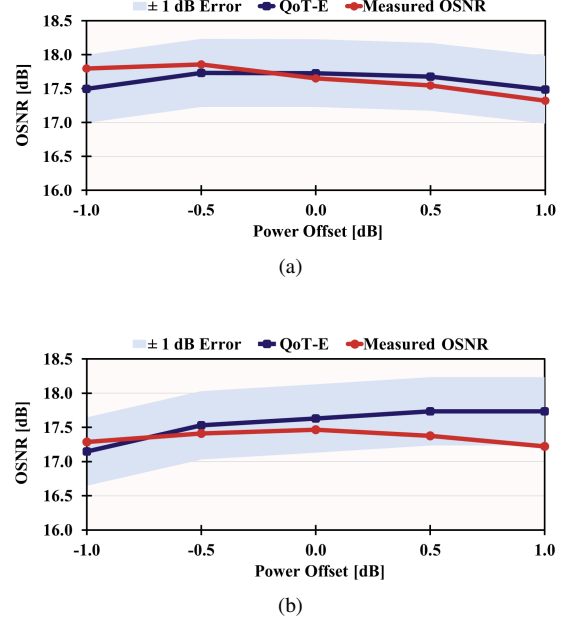 ± 1 dB Error QoT-E Measured OSNR
18.5
18.0
17.5
17.0
16.5
16.0
OSNR [dB]
-1.0 -0.5 0.0 0.5 1.0
Power Offset [dB]
(a)
± 1 dB Error QoT-E Measured OSNR
18.5
18.0
17.5
17.0
16.5
16.0
OSNR [dB]
-1.0 -0.5 0.0 0.5 1.0
Power Offset [dB]
(b)